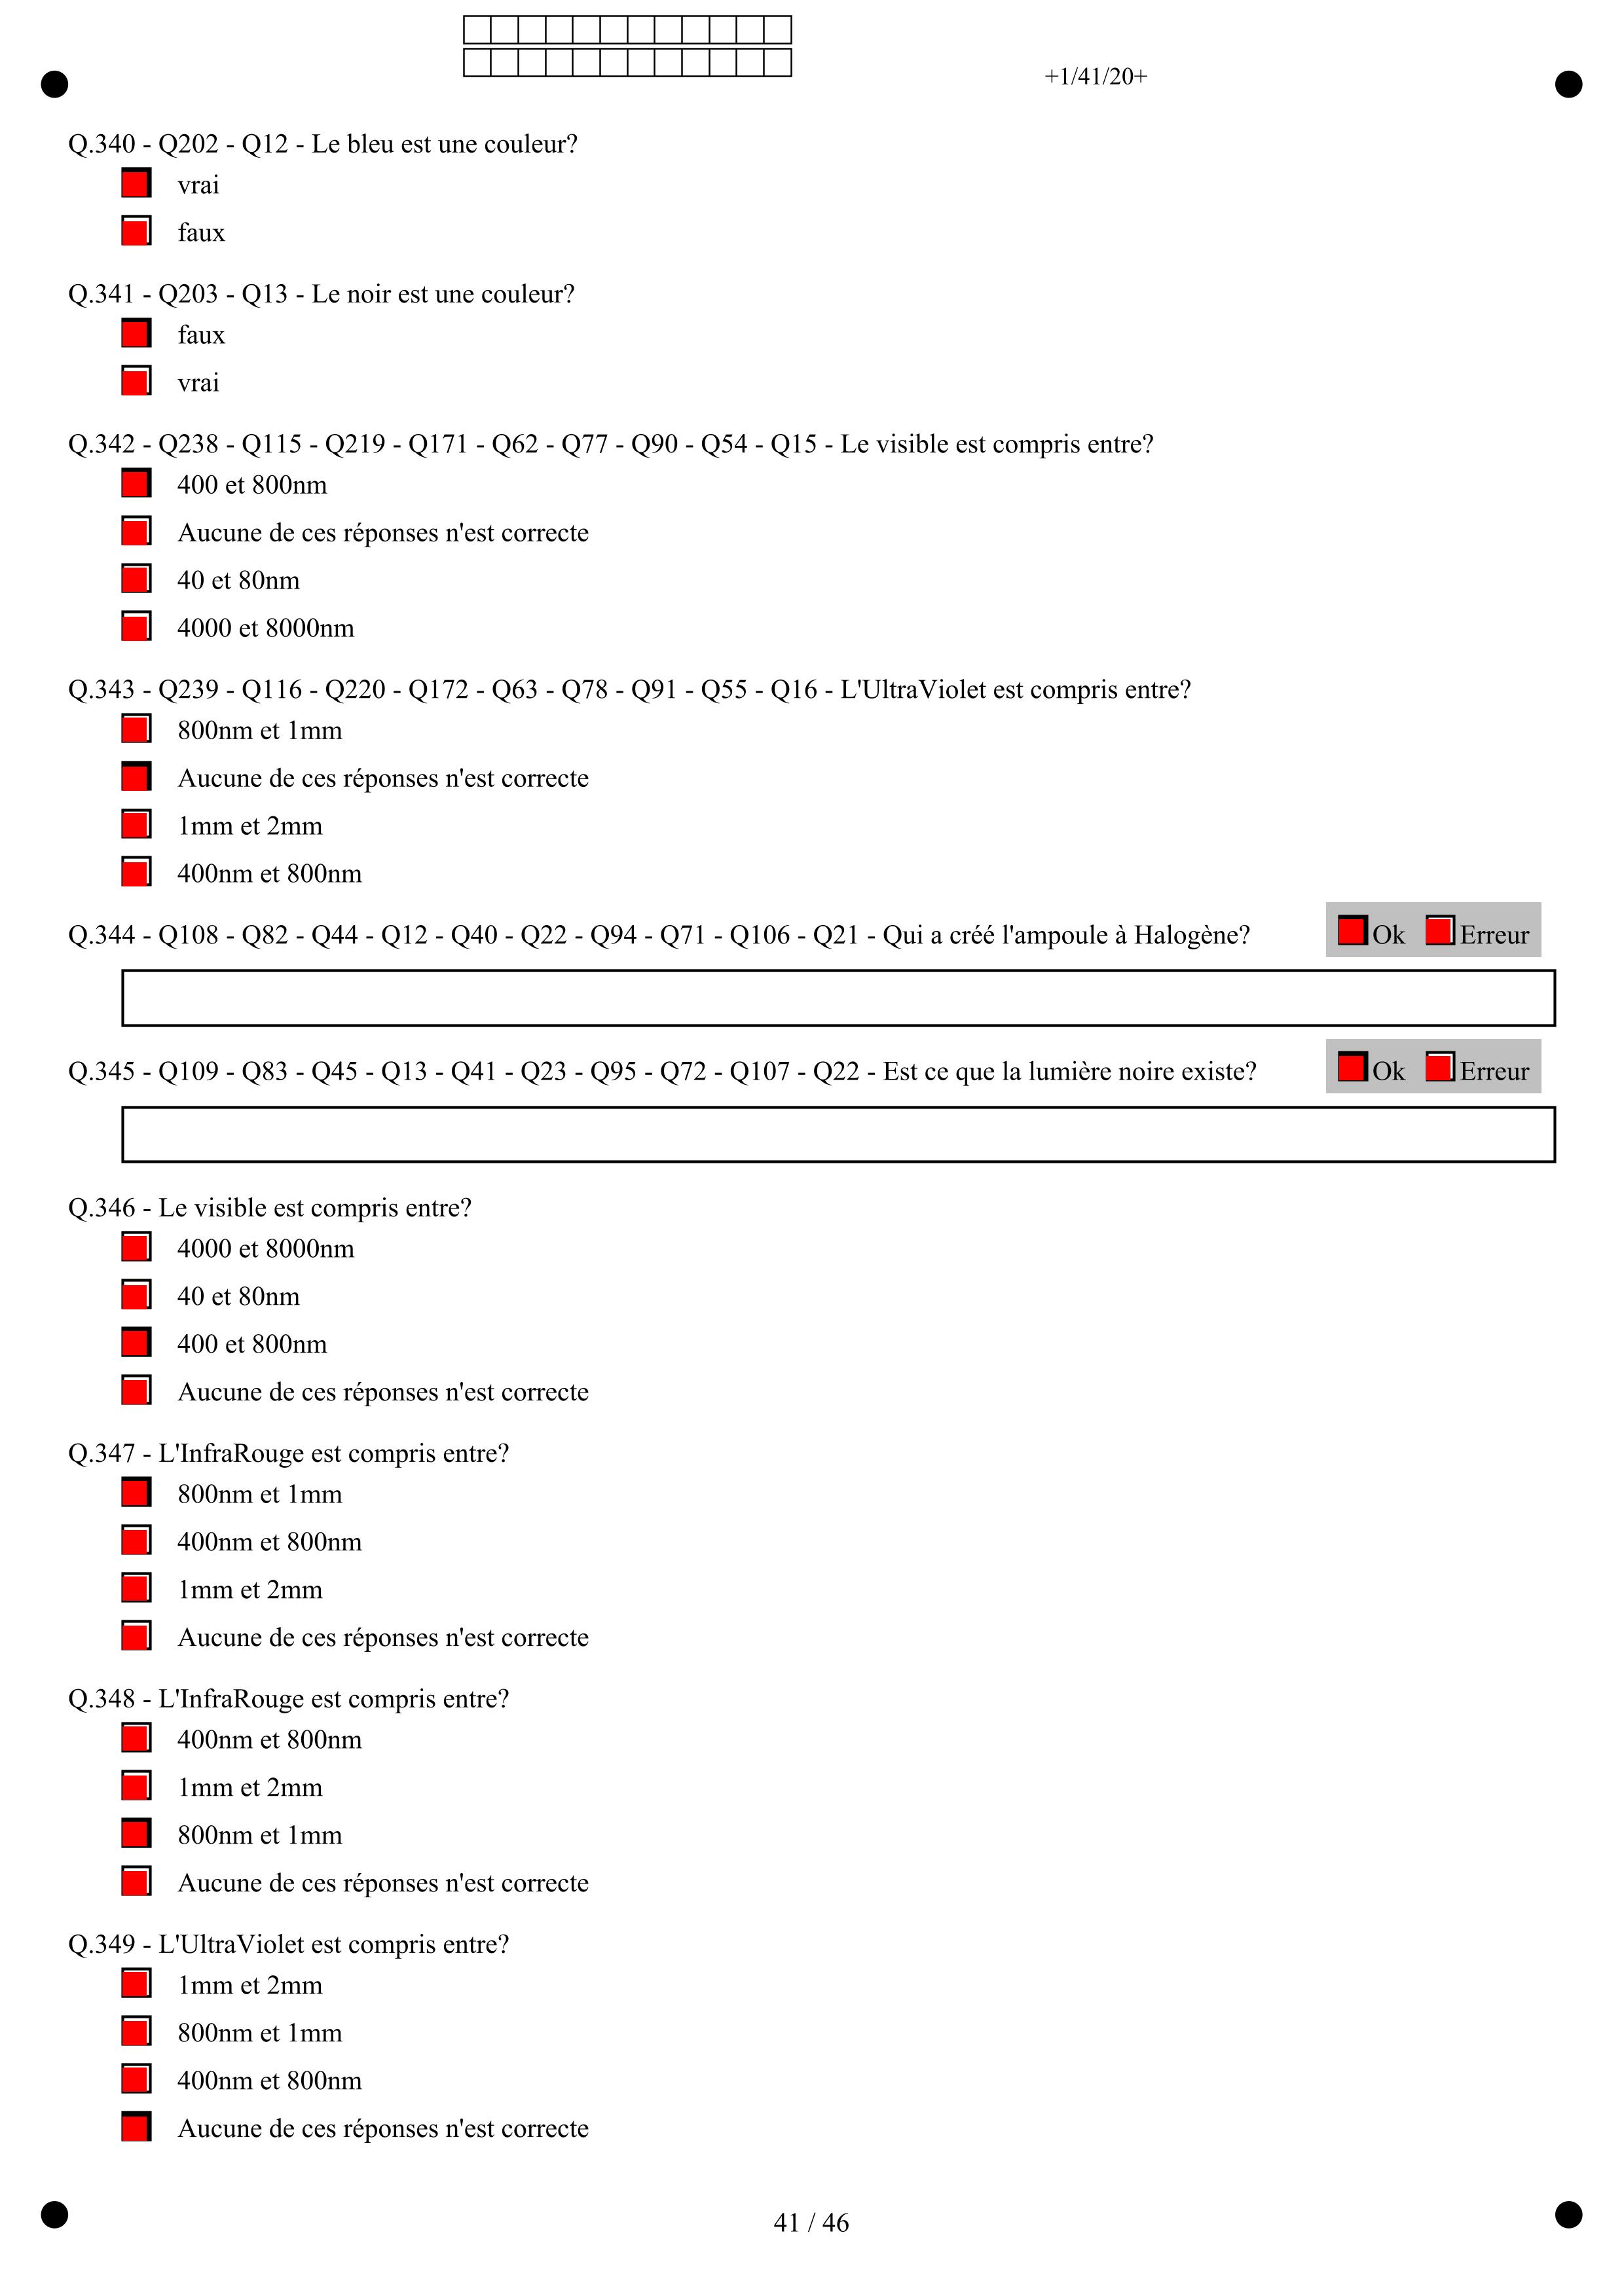 +1/41/20+
Q.340 - Q202 - Q12 - Le bleu est une couleur?
vrai
faux
Q.341 - Q203 - Q13 - Le noir est une couleur?
faux
vrai
Q.342 - Q238 - Q115 - Q219 - Q171 - Q62 - Q77 - Q90 - Q54 - Q15 - Le visible est compris entre?
400 et 800nm
Aucune de ces réponses n'est correcte
40 et 80nm
4000 et 8000nm
Q.343 - Q239 - Q116 - Q220 - Q172 - Q63 - Q78 - Q91 - Q55 - Q16 - L'UltraViolet est compris entre?
800nm et 1mm
Aucune de ces réponses n'est correcte
1mm et 2mm
400nm et 800nm
Q.344 - Q108 - Q82 - Q44 - Q12 - Q40 - Q22 - Q94 - Q71 - Q106 - Q21 - Qui a créé l'ampoule à Halogène? Ok Erreur
Q.345 - Q109 - Q83 - Q45 - Q13 - Q41 - Q23 - Q95 - Q72 - Q107 - Q22 - Est ce que la lumière noire existe? Ok Erreur
Q.346 - Le visible est compris entre?
4000 et 8000nm
40 et 80nm
400 et 800nm
Aucune de ces réponses n'est correcte
Q.347 - L'InfraRouge est compris entre?
800nm et 1mm
400nm et 800nm
1mm et 2mm
Aucune de ces réponses n'est correcte
Q.348 - L'InfraRouge est compris entre?
400nm et 800nm
1mm et 2mm
800nm et 1mm
Aucune de ces réponses n'est correcte
Q.349 - L'UltraViolet est compris entre?
1mm et 2mm
800nm et 1mm
400nm et 800nm
Aucune de ces réponses n'est correcte
41 / 46